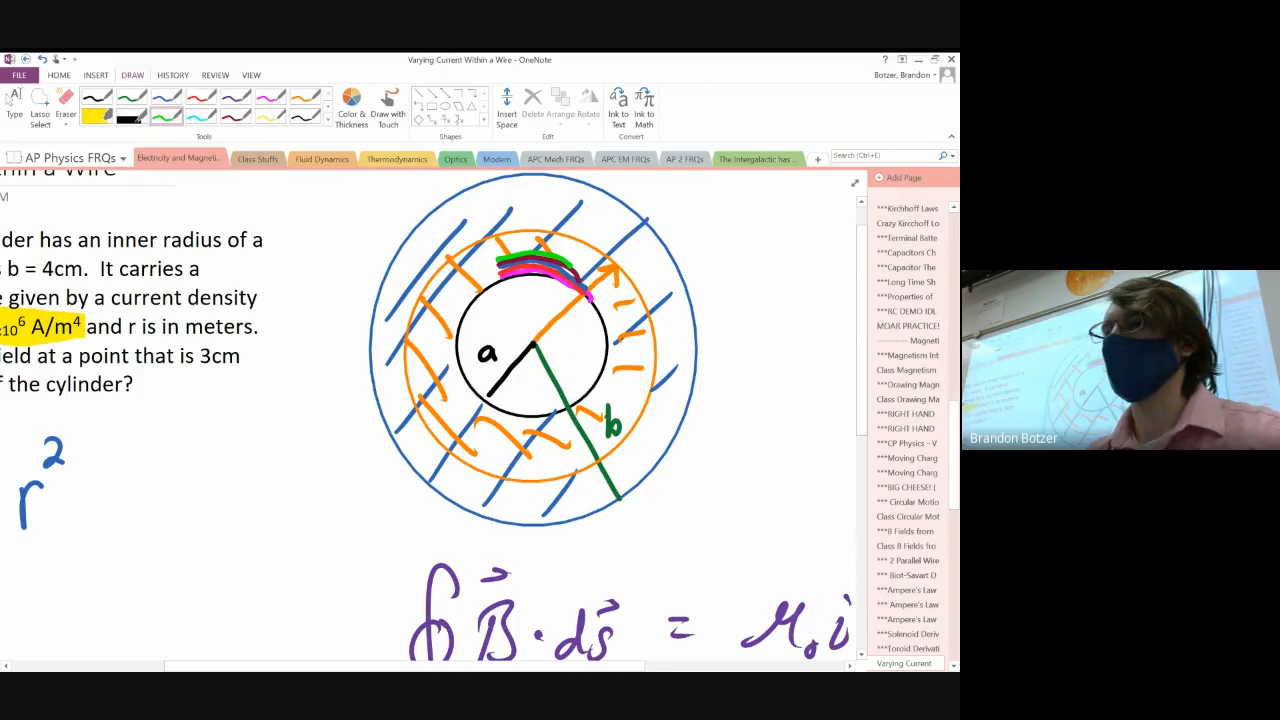 Varying Current Within a Wire - OneNote
FILE HOME INSERT DRAW HISTORY REVIEW VIEW
Botzer, Brandon
Type Lasso Select Eraser Color & Thickness Draw with Touch Insert Space Delete Arrange Rotate Ink to Text Ink to Math
Tools Shapes Edit Convert
AP Physics FRQs Electricity and Magneti... Class Stuffs Fluid Dynamics Thermodynamics Optics Modern APC Mech FRQs APC EM FRQs AP 2 FRQs The Intergalactic has ... Search (Ctrl+E)
Add Page
M
der has an inner radius of a
s b = 4cm. It carries a
e given by a current density
x10⁶ A/m⁴ and r is in meters.
ield at a point that is 3cm
f the cylinder?
r²
a
b
∮ B⃗ · ds⃗ = μ₀ i
***Kirchhoff Laws
Crazy Kircchoff Lo
***Terminal Batte
***Capacitors Ch
***Capacitor The
***Long Time Sh
***Properties of
***RC DEMO IDL
MOAR PRACTICE!
----------- Magneti
***Magnetism Int
Class Magnetism
***Drawing Magn
Class Drawing Ma
***RIGHT HAND
***RIGHT HAND
***CP Physics - V
***Moving Charg
***Moving Charg
***BIG CHEESE! (
*** Circular Motio
Class Circular Mot
*** B Fields from
Class B Fields fro
*** 2 Parallel Wire
*** Biot-Savart D
***Ampere's Law
*** Ampere's Law
***Ampere's Law
***Solenoid Deriv
***Toroid Derivati
Varying Current
Brandon Botzer